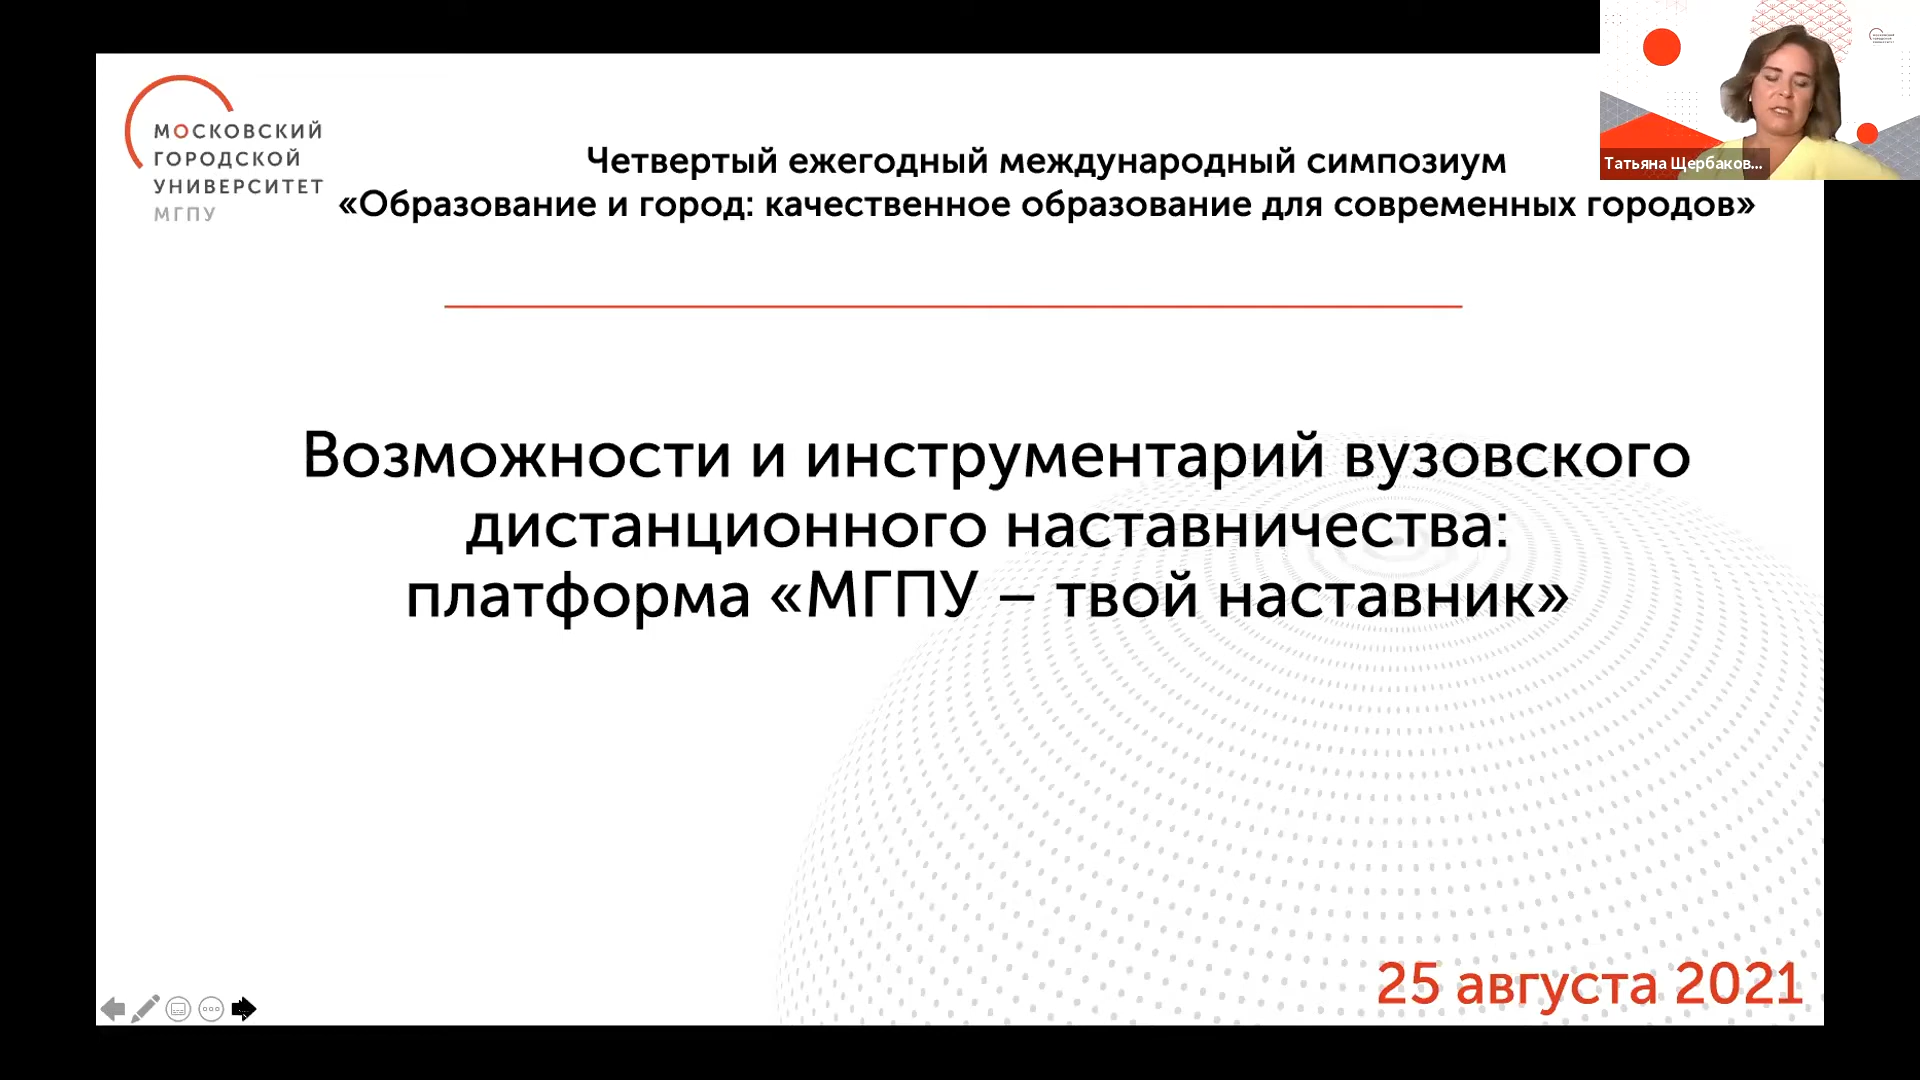 МОСКОВСКИЙ
ГОРОДСКОЙ
УНИВЕРСИТЕТ
МГПУ
Четвертый ежегодный международный симпозиум
«Образование и город: качественное образование для современных городов»
Татьяна Щербаков...
Возможности и инструментарий вузовского
дистанционного наставничества:
платформа «МГПУ – твой наставник»
25 августа 2021